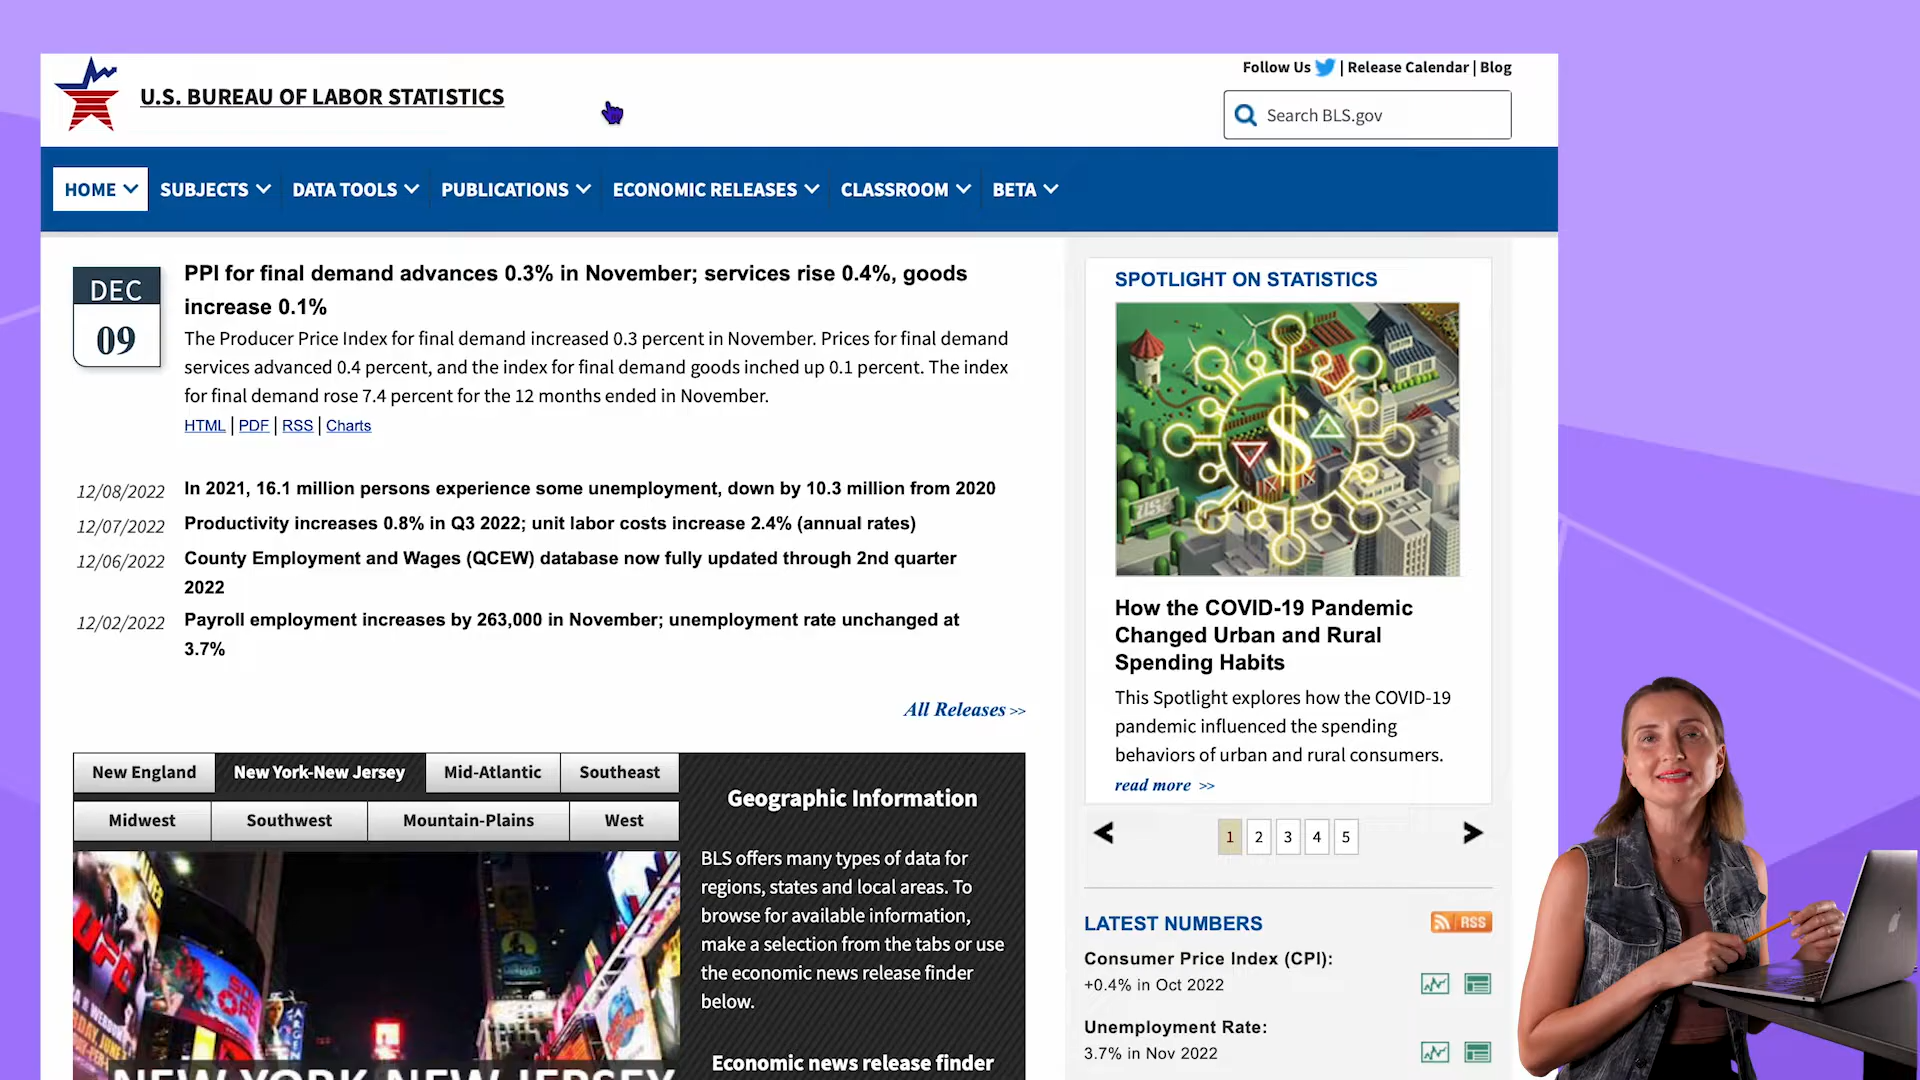 U.S. BUREAU OF LABOR STATISTICS
Follow Us | Release Calendar | Blog
Search BLS.gov
HOME SUBJECTS DATA TOOLS PUBLICATIONS ECONOMIC RELEASES CLASSROOM BETA
DEC
09
PPI for final demand advances 0.3% in November; services rise 0.4%, goods
increase 0.1%
The Producer Price Index for final demand increased 0.3 percent in November. Prices for final demand
services advanced 0.4 percent, and the index for final demand goods inched up 0.1 percent. The index
for final demand rose 7.4 percent for the 12 months ended in November.
HTML | PDF | RSS | Charts
12/08/2022 In 2021, 16.1 million persons experience some unemployment, down by 10.3 million from 2020
12/07/2022 Productivity increases 0.8% in Q3 2022; unit labor costs increase 2.4% (annual rates)
12/06/2022 County Employment and Wages (QCEW) database now fully updated through 2nd quarter
2022
12/02/2022 Payroll employment increases by 263,000 in November; unemployment rate unchanged at
3.7%
All Releases >>
New England New York-New Jersey Mid-Atlantic Southeast
Midwest Southwest Mountain-Plains West
NEW YORK-NEW JERSEY
Geographic Information
BLS offers many types of data for
regions, states and local areas. To
browse for available information,
make a selection from the tabs or use
the economic news release finder
below.
Economic news release finder
SPOTLIGHT ON STATISTICS
$
How the COVID-19 Pandemic
Changed Urban and Rural
Spending Habits
This Spotlight explores how the COVID-19
pandemic influenced the spending
behaviors of urban and rural consumers.
read more >>
1 2 3 4 5
LATEST NUMBERS
RSS
Consumer Price Index (CPI):
+0.4% in Oct 2022
Unemployment Rate:
3.7% in Nov 2022